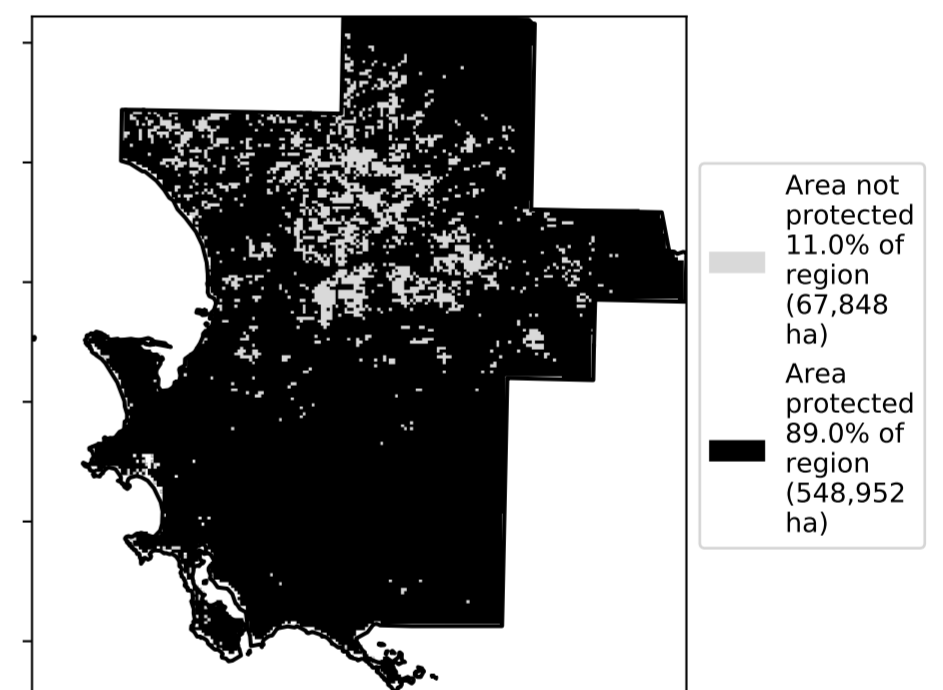 Area not
protected
11.0% of
region
(67,848
ha)
Area
protected
89.0% of
region
(548,952
ha)